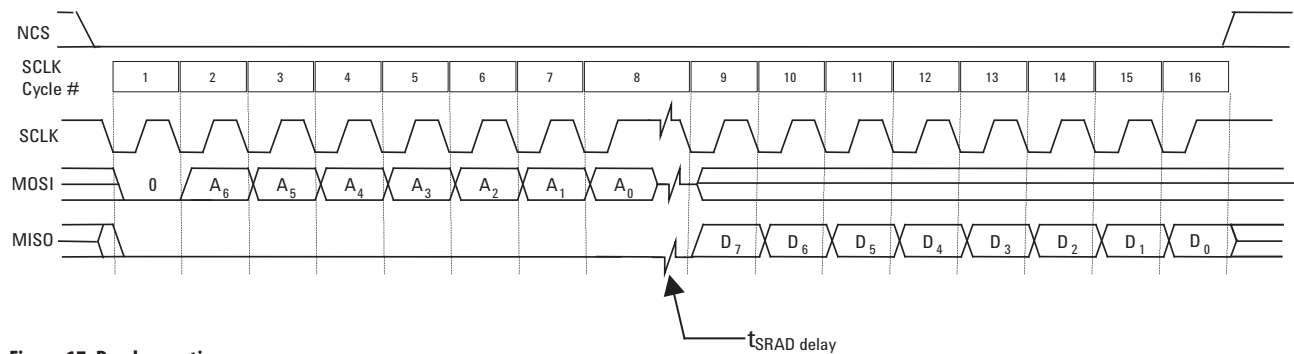 NCS
SCLK
Cycle #
1 2 3 4 5 6 7 8 9 10 11 12 13 14 15 16
SCLK
MOSI 0 A6 A5 A4 A3 A2 A1 A0
MISO D7 D6 D5 D4 D3 D2 D1 D0
tSRAD delay